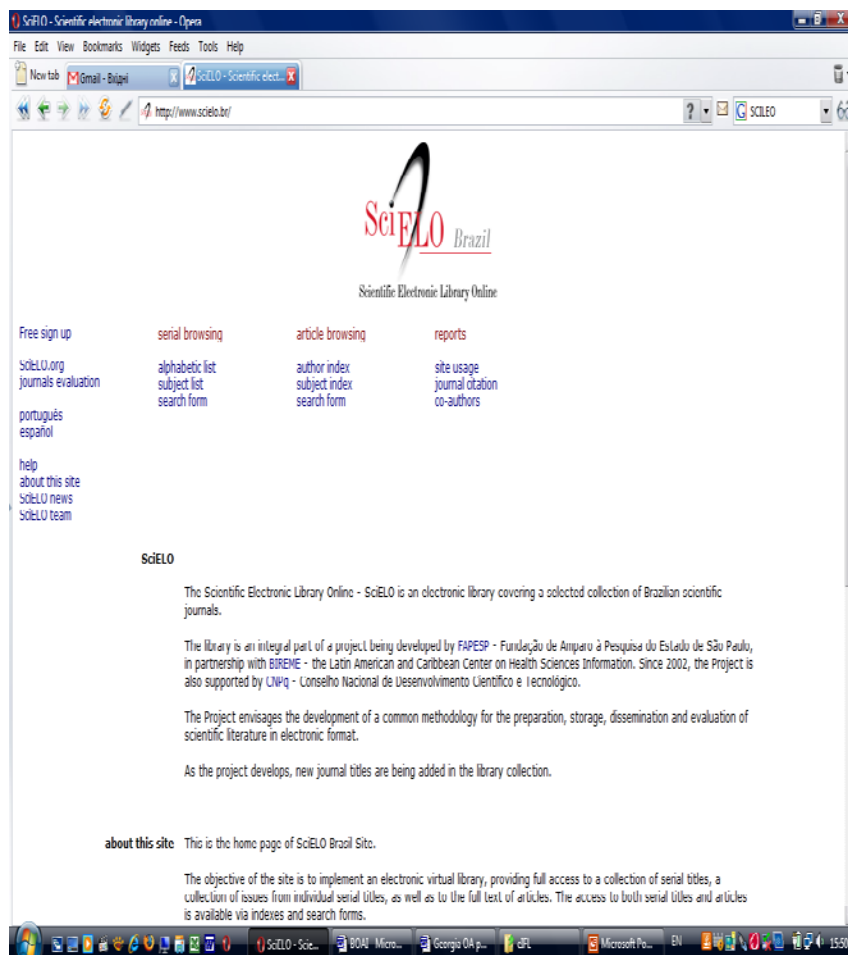 SciELO - Scientific electronic library online - Opera
File Edit View Bookmarks Widgets Feeds Tools Help
New tab Gmail - Вхідні SciELO - Scientific elect...
http://www.scielo.br/ ? SCILEO
SciELO Brazil
Scientific Electronic Library Online
Free sign up serial browsing article browsing reports
SciELO.org alphabetic list author index site usage
journals evaluation subject list subject index journal citation
search form search form co-authors
português
español
help
about this site
SciELO news
SciELO team
SciELO
The Scientific Electronic Library Online - SciELO is an electronic library covering a selected collection of Brazilian scientific
journals.
The library is an integral part of a project being developed by FAPESP - Fundação de Amparo à Pesquisa do Estado de São Paulo,
in partnership with BIREME - the Latin American and Caribbean Center on Health Sciences Information. Since 2002, the Project is
also supported by CNPq - Conselho Nacional de Desenvolvimento Científico e Tecnológico.
The Project envisages the development of a common methodology for the preparation, storage, dissemination and evaluation of
scientific literature in electronic format.
As the project develops, new journal titles are being added in the library collection.
about this site This is the home page of SciELO Brasil Site.
The objective of the site is to implement an electronic virtual library, providing full access to a collection of serial titles, a
collection of issues from individual serial titles, as well as to the full text of articles. The access to both serial titles and articles
is available via indexes and search forms.
SciELO - Scie... BOAI Micro... Georgia OA p... eIFL Microsoft Po... EN 15:50